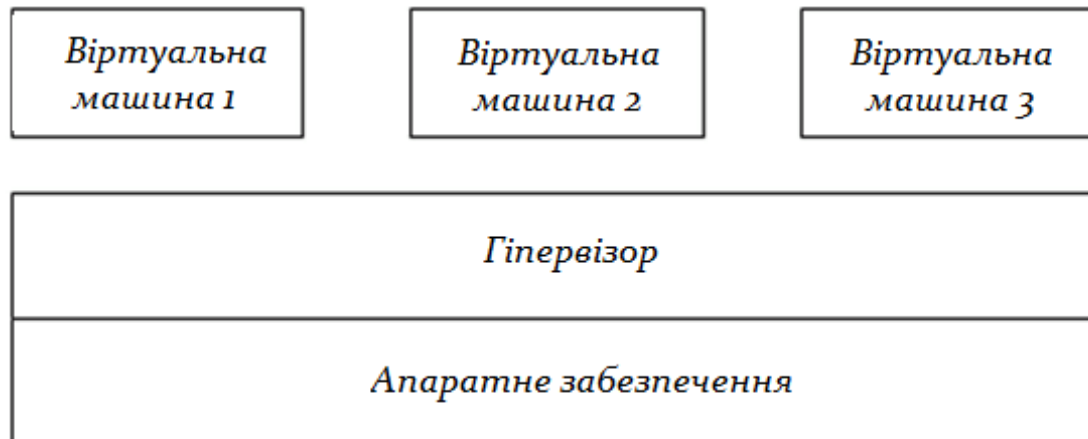 Віртуальна
машина 1
Віртуальна
машина 2
Віртуальна
машина 3
Гіпервізор
Апаратне забезпечення